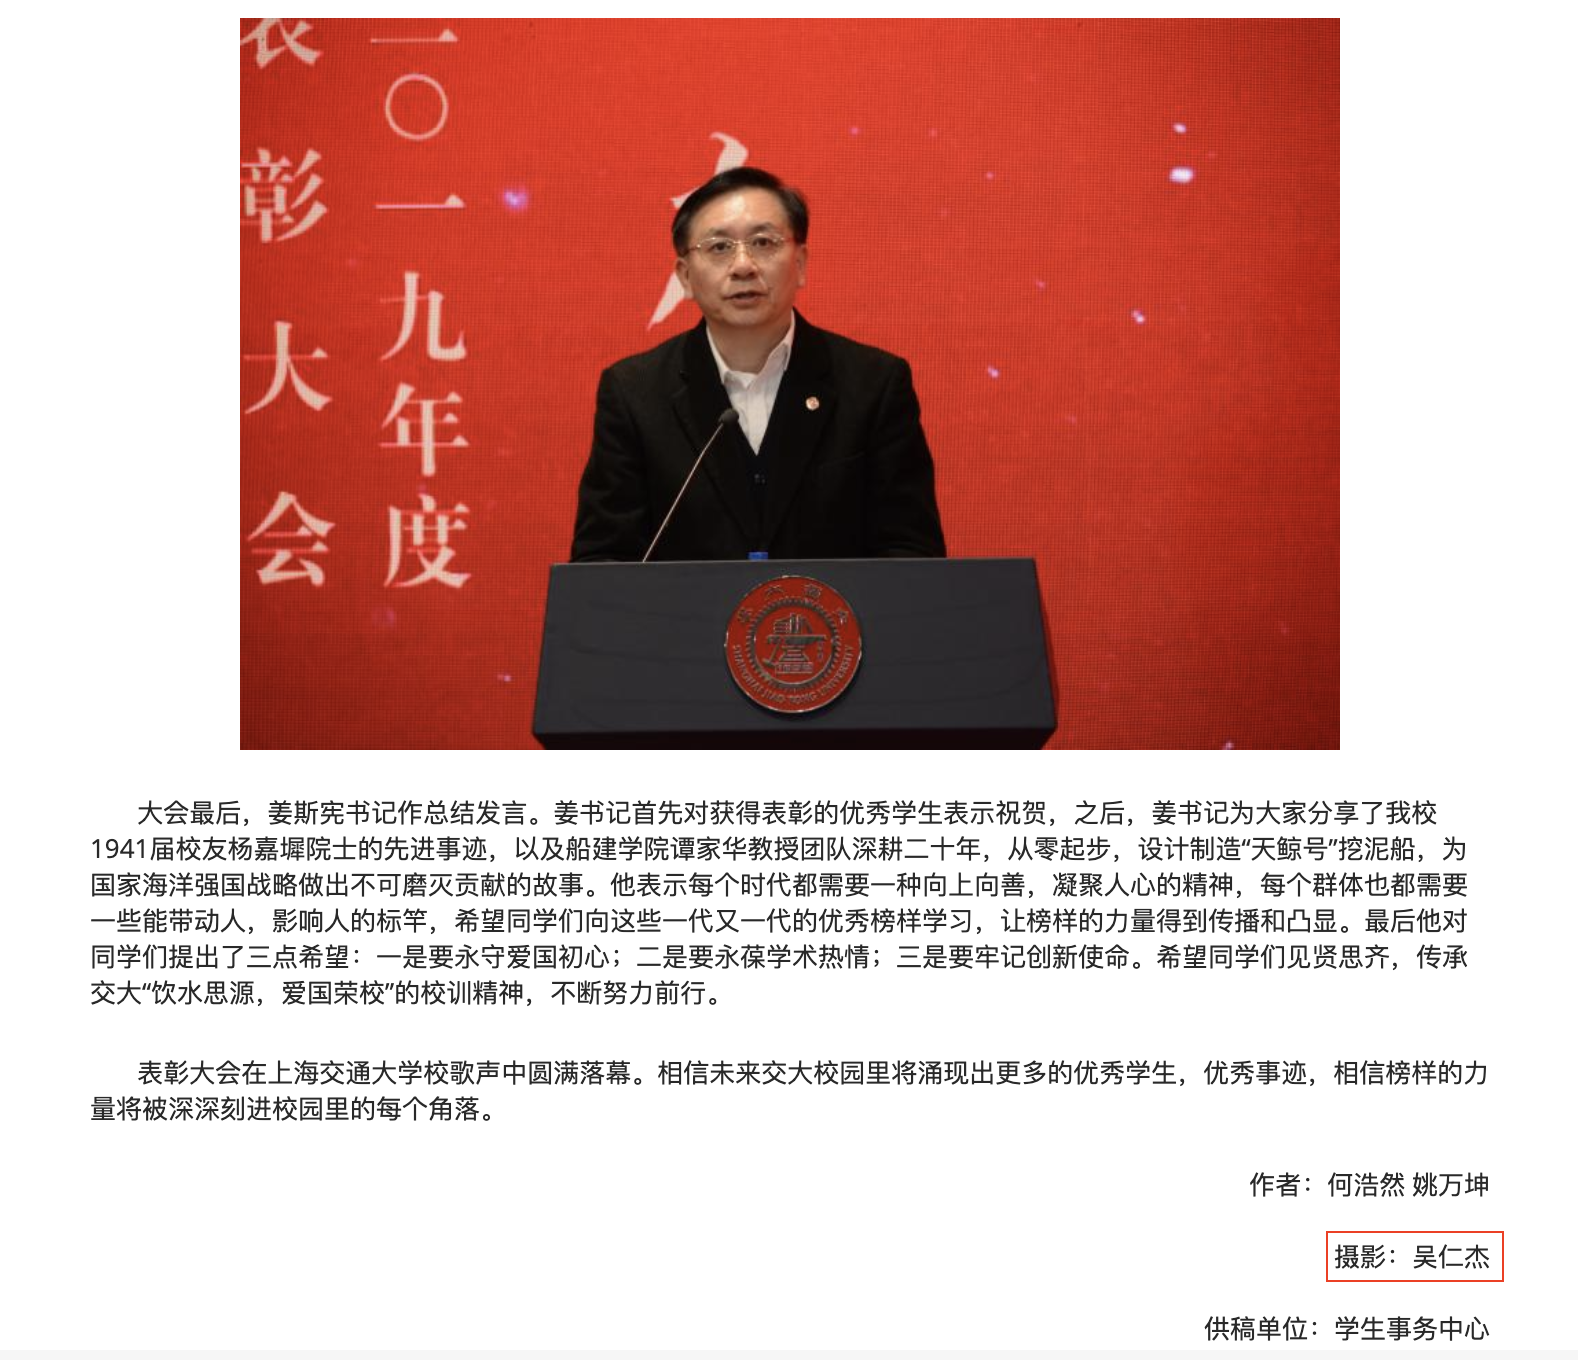 二〇一九年度
表彰大会
SHANGHAI JIAO TONG UNIVERSITY
大会最后，姜斯宪书记作总结发言。姜书记首先对获得表彰的优秀学生表示祝贺，之后，姜书记为大家分享了我校
1941届校友杨嘉墀院士的先进事迹，以及船建学院谭家华教授团队深耕二十年，从零起步，设计制造“天鲸号”挖泥船，为
国家海洋强国战略做出不可磨灭贡献的故事。他表示每个时代都需要一种向上向善，凝聚人心的精神，每个群体也都需要
一些能带动人，影响人的标竿，希望同学们向这些一代又一代的优秀榜样学习，让榜样的力量得到传播和凸显。最后他对
同学们提出了三点希望：一是要永守爱国初心；二是要永葆学术热情；三是要牢记创新使命。希望同学们见贤思齐，传承
交大“饮水思源，爱国荣校”的校训精神，不断努力前行。
表彰大会在上海交通大学校歌声中圆满落幕。相信未来交大校园里将涌现出更多的优秀学生，优秀事迹，相信榜样的力
量将被深深刻进校园里的每个角落。
作者：何浩然 姚万坤
摄影：吴仁杰
供稿单位：学生事务中心